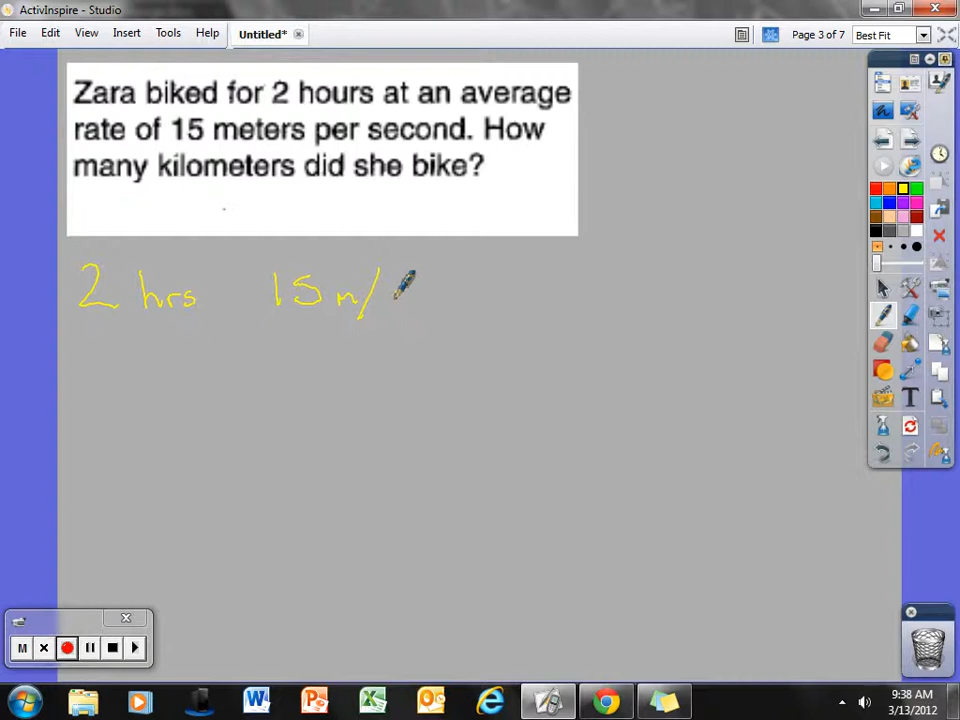 ActivInspire - Studio
File Edit View Insert Tools Help Untitled* Page 3 of 7 Best Fit
Zara biked for 2 hours at an average
rate of 15 meters per second. How
many kilometers did she bike?
2 hrs 15 m/
M
T
W P X O
9:38 AM
3/13/2012